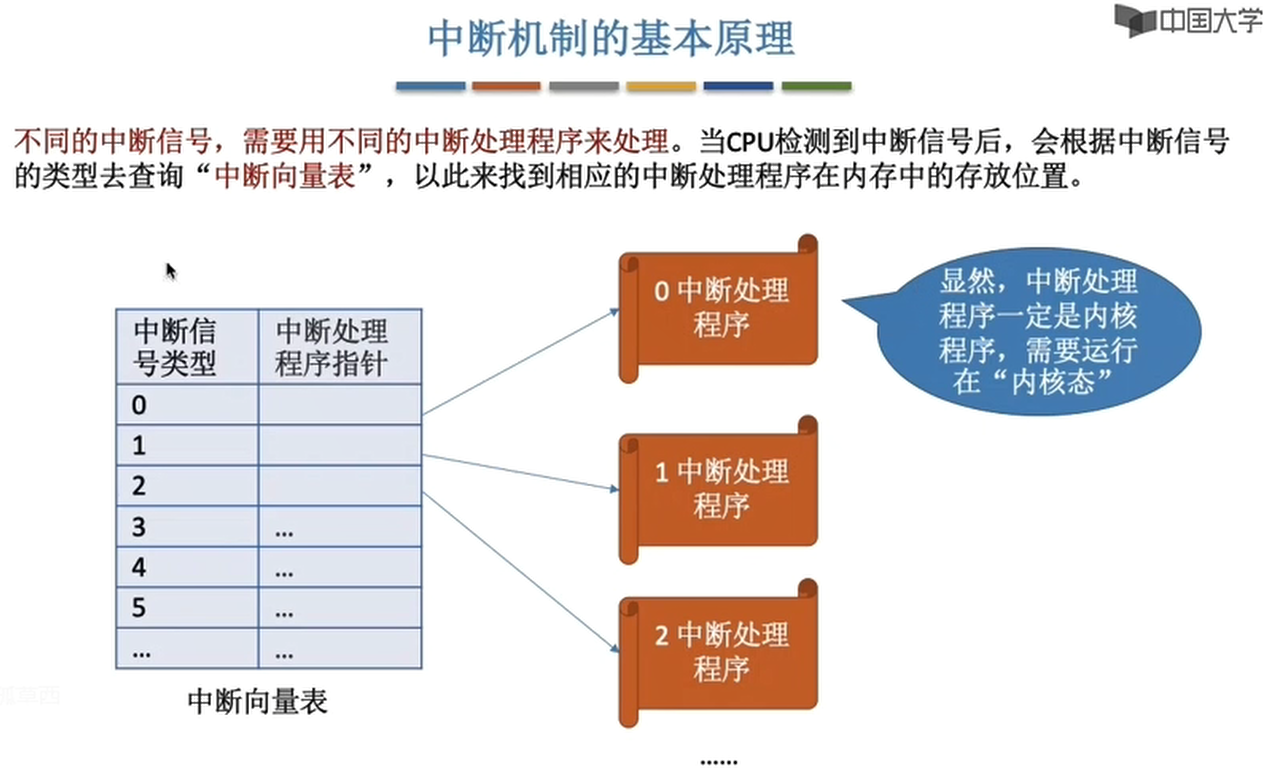 中国大学
中断机制的基本原理
不同的中断信号，需要用不同的中断处理程序来处理。当CPU检测到中断信号后，会根据中断信号
的类型去查询“中断向量表”，以此来找到相应的中断处理程序在内存中的存放位置。
中断信
号类型
中断处理
程序指针
0
1
2
3 ...
4 ...
5 ...
... ...
中断向量表
0 中断处理
程序
1 中断处理
程序
2 中断处理
程序
......
显然，中断处理
程序一定是内核
程序，需要运行
在“内核态”